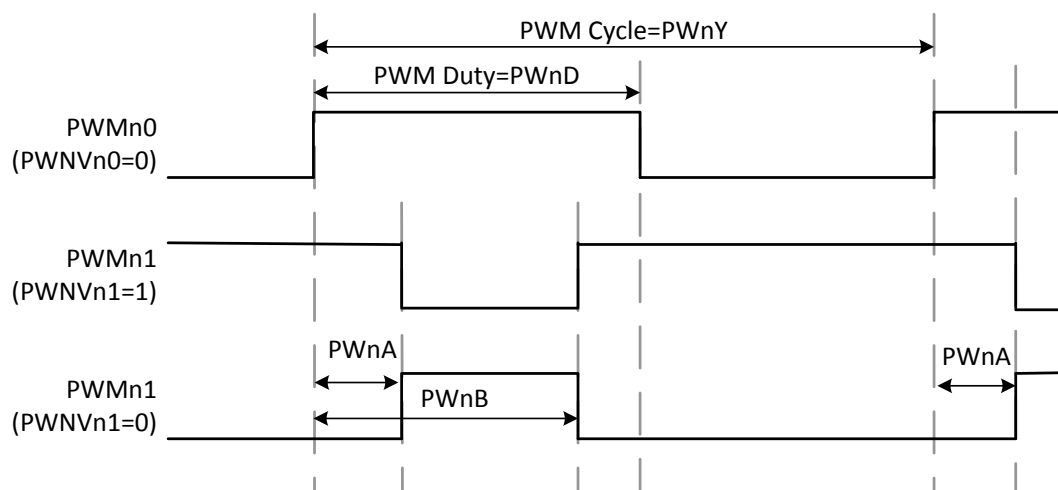 PWM Cycle=PWnY
PWM Duty=PWnD
PWMn0
(PWNVn0=0)
PWMn1
(PWNVn1=1)
PWnA
PWnA
PWMn1
(PWNVn1=0)
PWnB